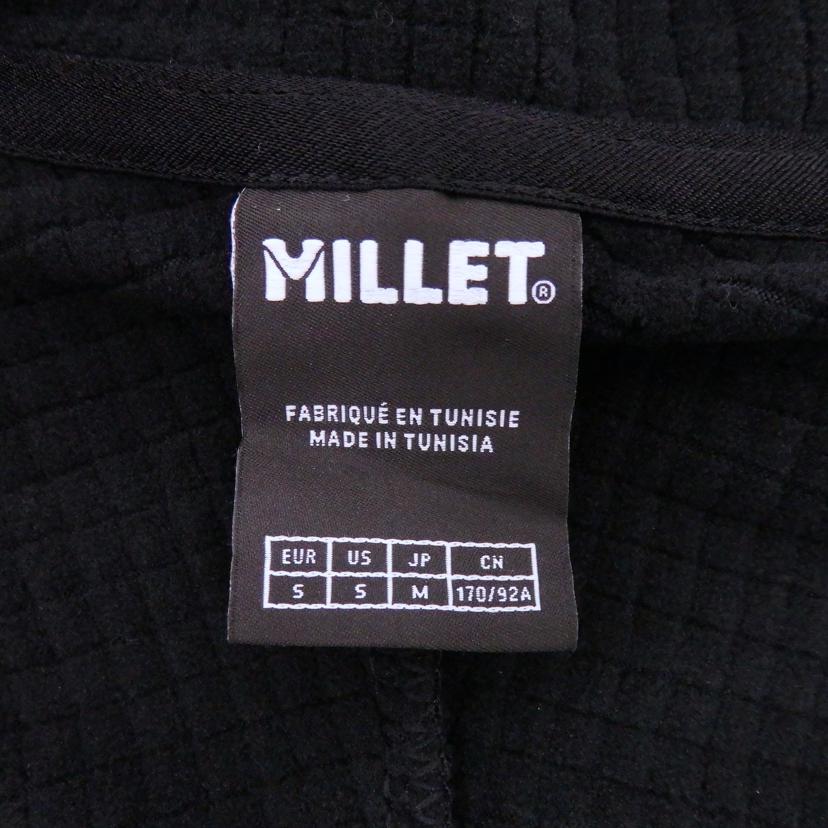 MILLET®
FABRIQUÉ EN TUNISIE
MADE IN TUNISIA
EUR US JP CN
S S M 170/92A